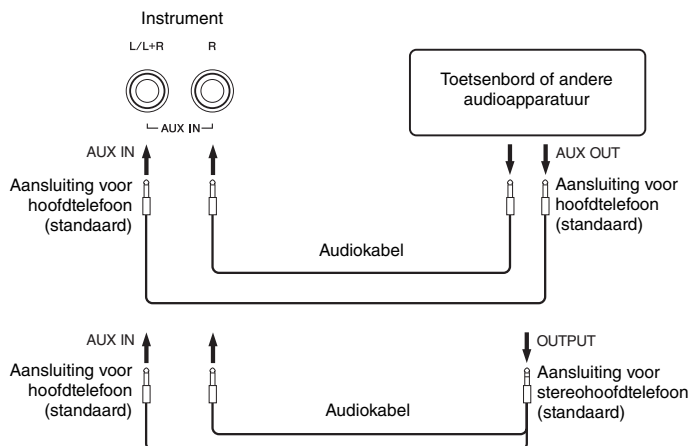 Instrument
L/L+R R
AUX IN
Toetsenbord of andere
audioapparatuur
AUX IN
AUX OUT
Aansluiting voor
hoofdtelefoon
(standaard)
Aansluiting voor
hoofdtelefoon
(standaard)
Audiokabel
AUX IN
OUTPUT
Aansluiting voor
hoofdtelefoon
(standaard)
Aansluiting voor
stereohoofdtelefoon
(standaard)
Audiokabel